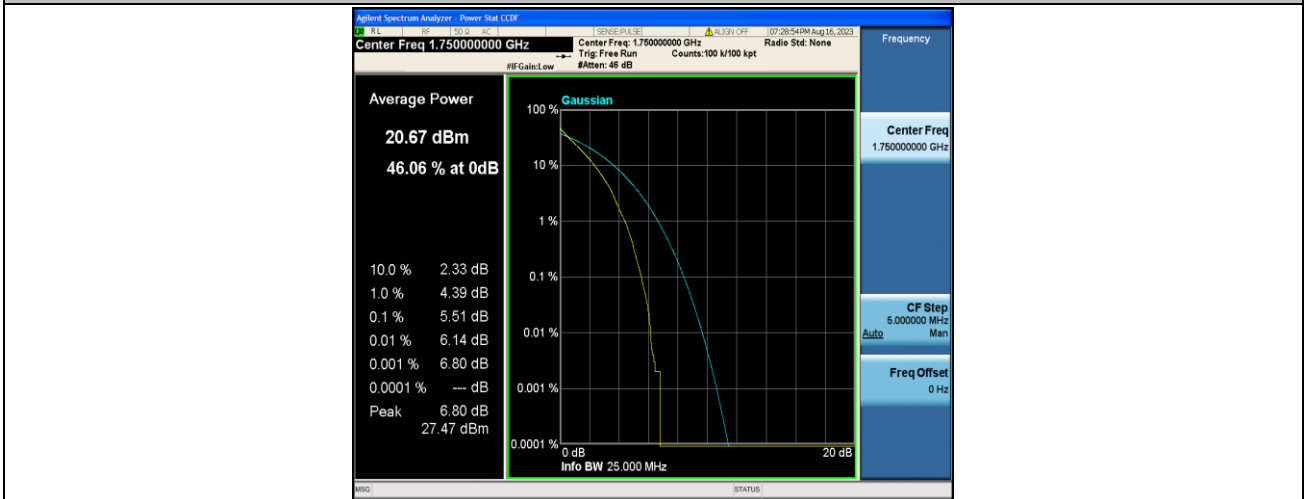 Agilent Spectrum Analyzer - Power Stat CCDF
RL RF 50 Ω AC SENSE:PULSE ALIGN OFF 07:28:54 PM Aug 16, 2023
Center Freq 1.750000000 GHz
Center Freq: 1.750000000 GHz Radio Std: None
Trig: Free Run Counts:100 k/100 kpt
#IFGain:Low #Atten: 46 dB
Frequency
Average Power
20.67 dBm
46.06 % at 0dB
10.0 % 2.33 dB
1.0 % 4.39 dB
0.1 % 5.51 dB
0.01 % 6.14 dB
0.001 % 6.80 dB
0.0001 % --- dB
Peak 6.80 dB
27.47 dBm
Gaussian
100 %
10 %
1 %
0.1 %
0.01 %
0.001 %
0.0001 %
0 dB 20 dB
Info BW 25.000 MHz
Center Freq
1.750000000 GHz
CF Step
5.000000 MHz
Auto Man
Freq Offset
0 Hz
MSG STATUS